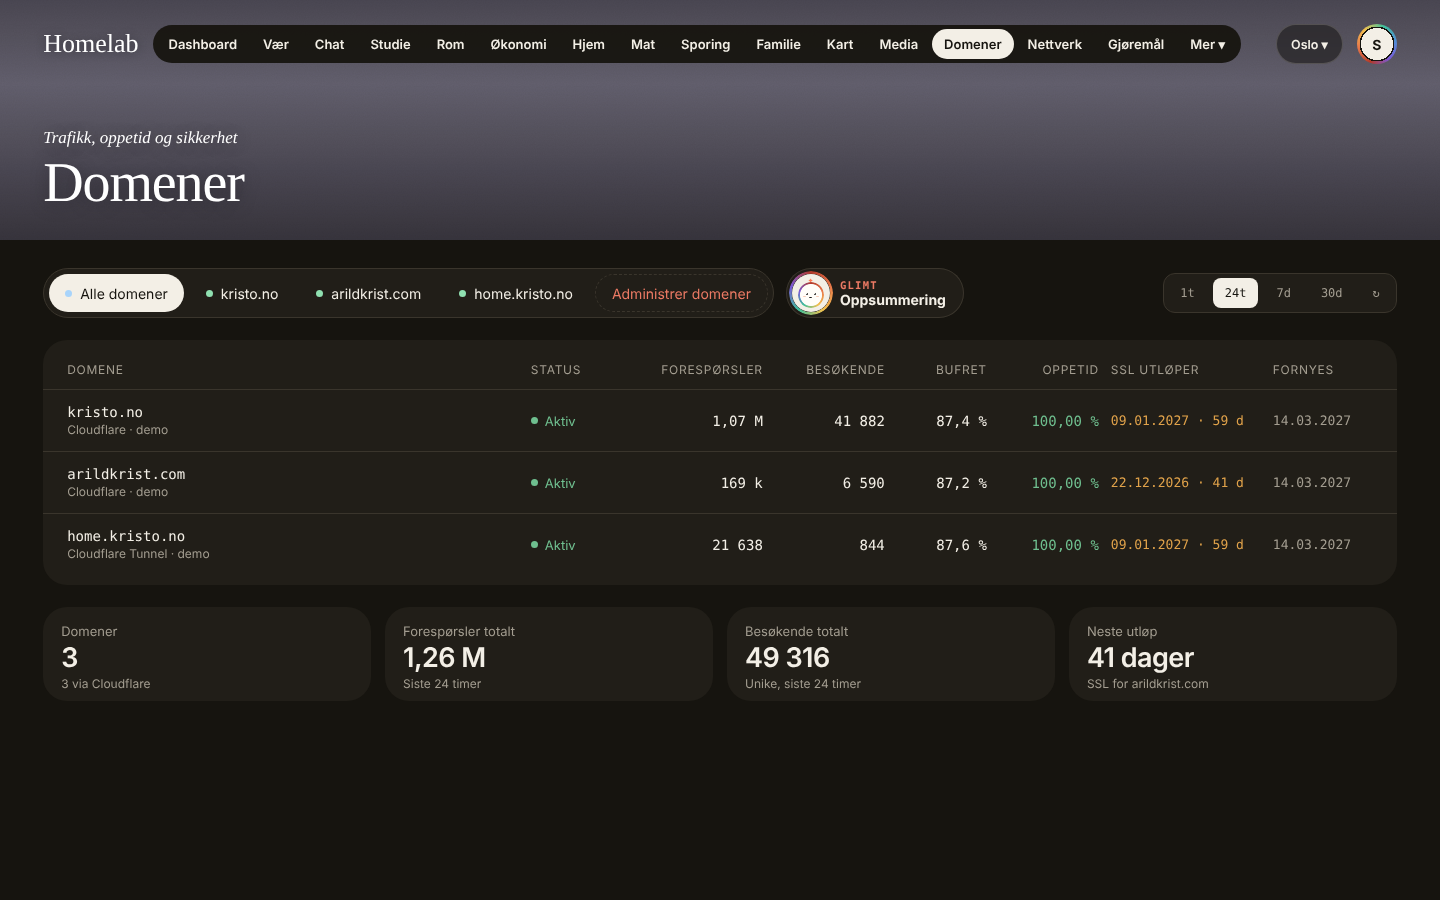 Homelab
Dashboard Vær Chat Studie Rom Økonomi Hjem Mat Sporing Familie Kart Media Domener Nettverk Gjøremål Mer ▾
Oslo ▾
S
Trafikk, oppetid og sikkerhet
Domener
Alle domener kristo.no arildkrist.com home.kristo.no Administrer domener
GLIMT
Oppsummering
1t 24t 7d 30d ↻
DOMENE STATUS FORESPØRSLER BESØKENDE BUFRET OPPETID SSL UTLØPER FORNYES
kristo.no
Cloudflare · demo
Aktiv 1,07 M 41 882 87,4 % 100,00 % 09.01.2027 · 59 d 14.03.2027
arildkrist.com
Cloudflare · demo
Aktiv 169 k 6 590 87,2 % 100,00 % 22.12.2026 · 41 d 14.03.2027
home.kristo.no
Cloudflare Tunnel · demo
Aktiv 21 638 844 87,6 % 100,00 % 09.01.2027 · 59 d 14.03.2027
Domener
3
3 via Cloudflare
Forespørsler totalt
1,26 M
Siste 24 timer
Besøkende totalt
49 316
Unike, siste 24 timer
Neste utløp
41 dager
SSL for arildkrist.com